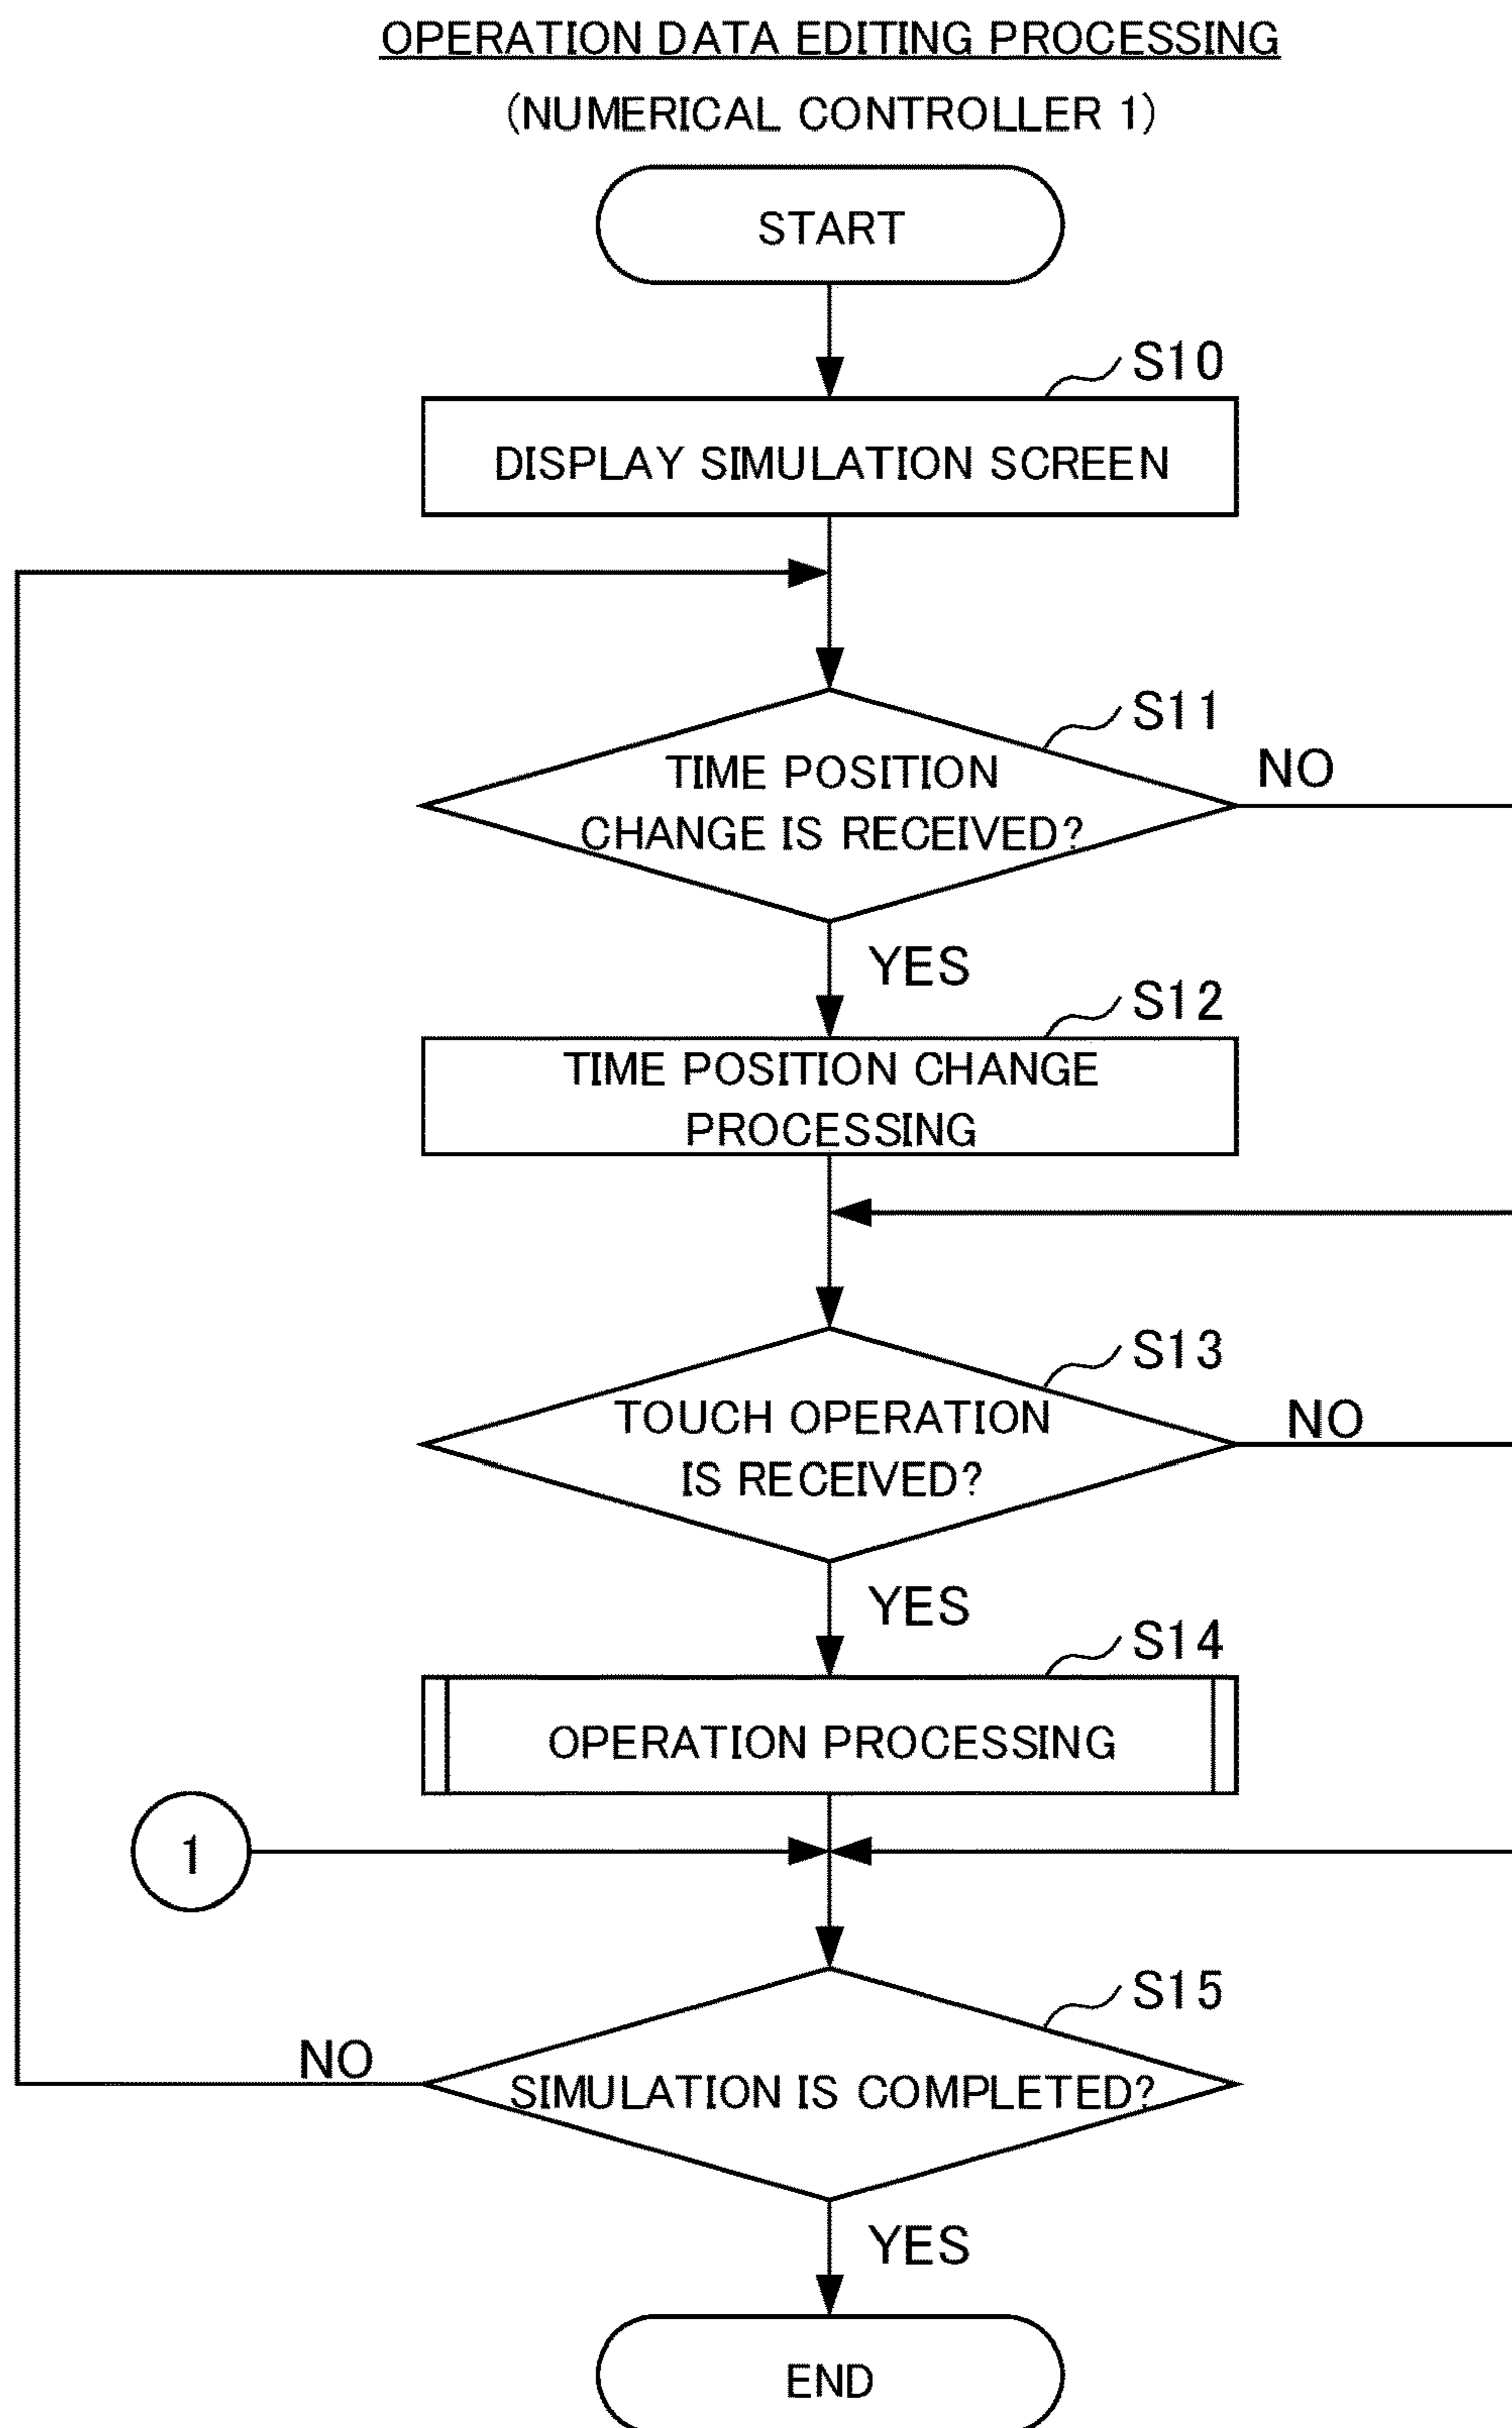 OPERATION DATA EDITING PROCESSING
(NUMERICAL CONTROLLER 1)
START
S10
DISPLAY SIMULATION SCREEN
S11
TIME POSITION
CHANGE IS RECEIVED?
NO
YES
S12
TIME POSITION CHANGE
PROCESSING
S13
TOUCH OPERATION
IS RECEIVED?
NO
YES
S14
OPERATION PROCESSING
1
S15
NO
SIMULATION IS COMPLETED?
YES
END